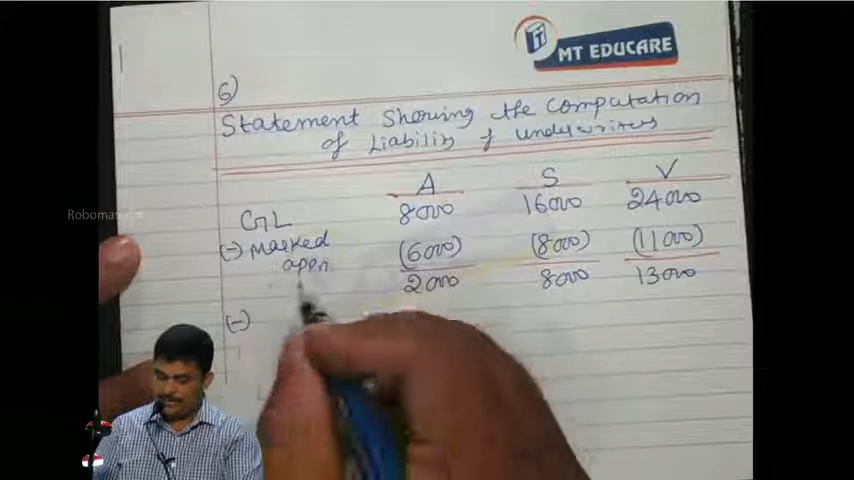 MT EDUCARE
6)
Statement Showing the Computation
of Liability of underwriters
A S V
GL 8000 16000 24000
(-) Marked (6000) (8000) (11000)
appn. 2000 8000 13000
(-)